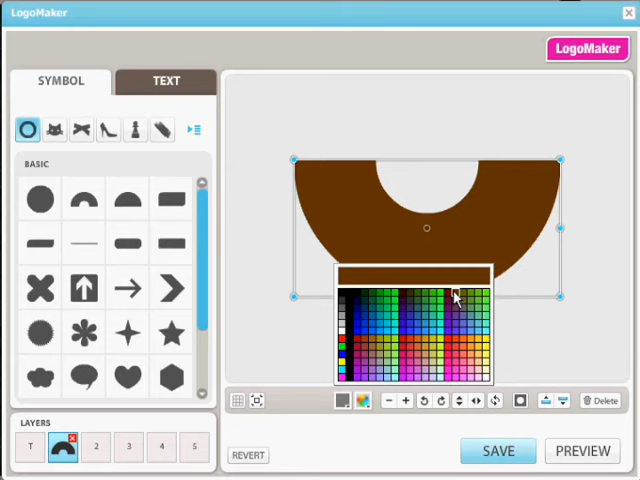 LogoMaker
LogoMaker
SYMBOL
TEXT
BASIC
LAYERS
T
2
3
4
5
Delete
REVERT
SAVE
PREVIEW